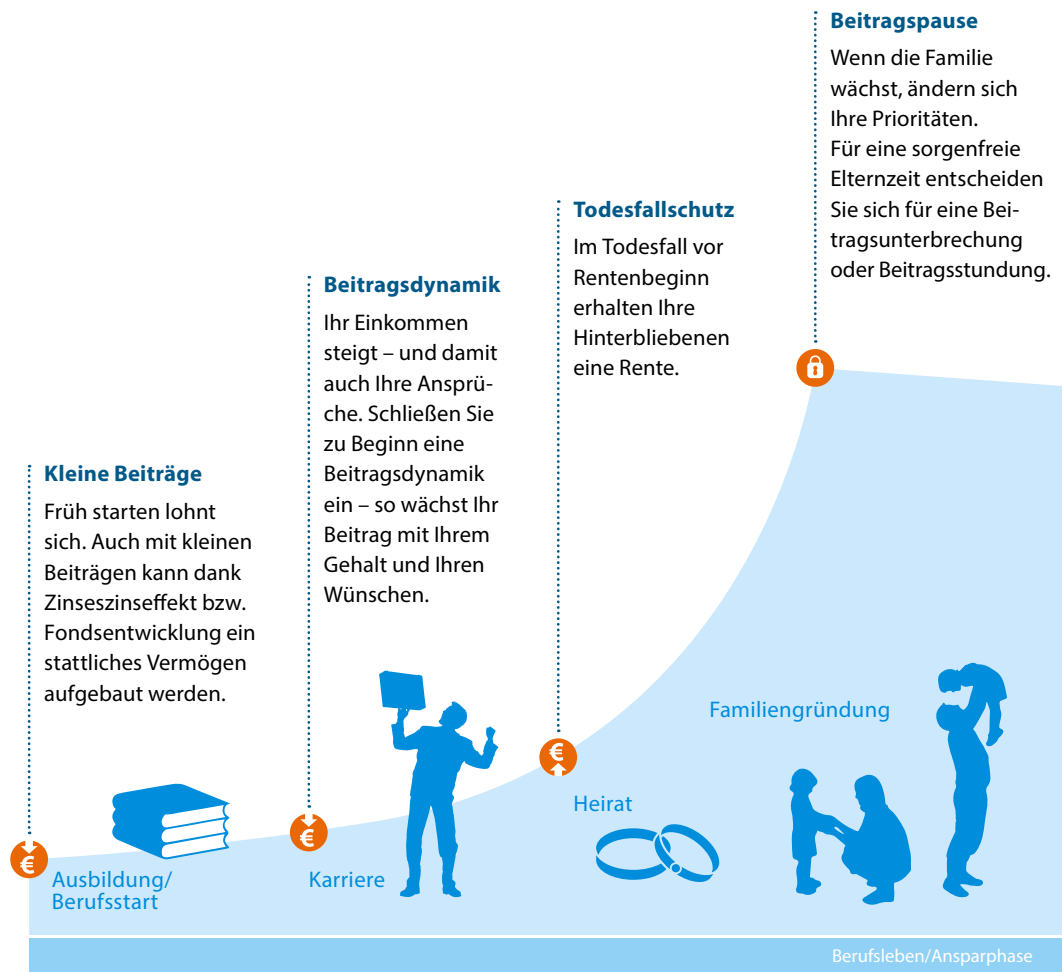 Beitragspause
Wenn die Familie
wächst, ändern sich
Ihre Prioritäten.
Für eine sorgenfreie
Elternzeit entscheiden
Sie sich für eine Bei-
tragsunterbrechung
oder Beitragsstundung.
Todesfallschutz
Im Todesfall vor
Rentenbeginn
erhalten Ihre
Hinterbliebenen
eine Rente.
Beitragsdynamik
Ihr Einkommen
steigt – und damit
auch Ihre Ansprü-
che. Schließen Sie
zu Beginn eine
Beitragsdynamik
ein – so wächst Ihr
Beitrag mit Ihrem
Gehalt und Ihren
Wünschen.
Kleine Beiträge
Früh starten lohnt
sich. Auch mit kleinen
Beiträgen kann dank
Zinseszinseffekt bzw.
Fondsentwicklung ein
stattliches Vermögen
aufgebaut werden.
€
Ausbildung/
Berufsstart
€
Karriere
€
Heirat
Familiengründung
Berufsleben/Ansparphase